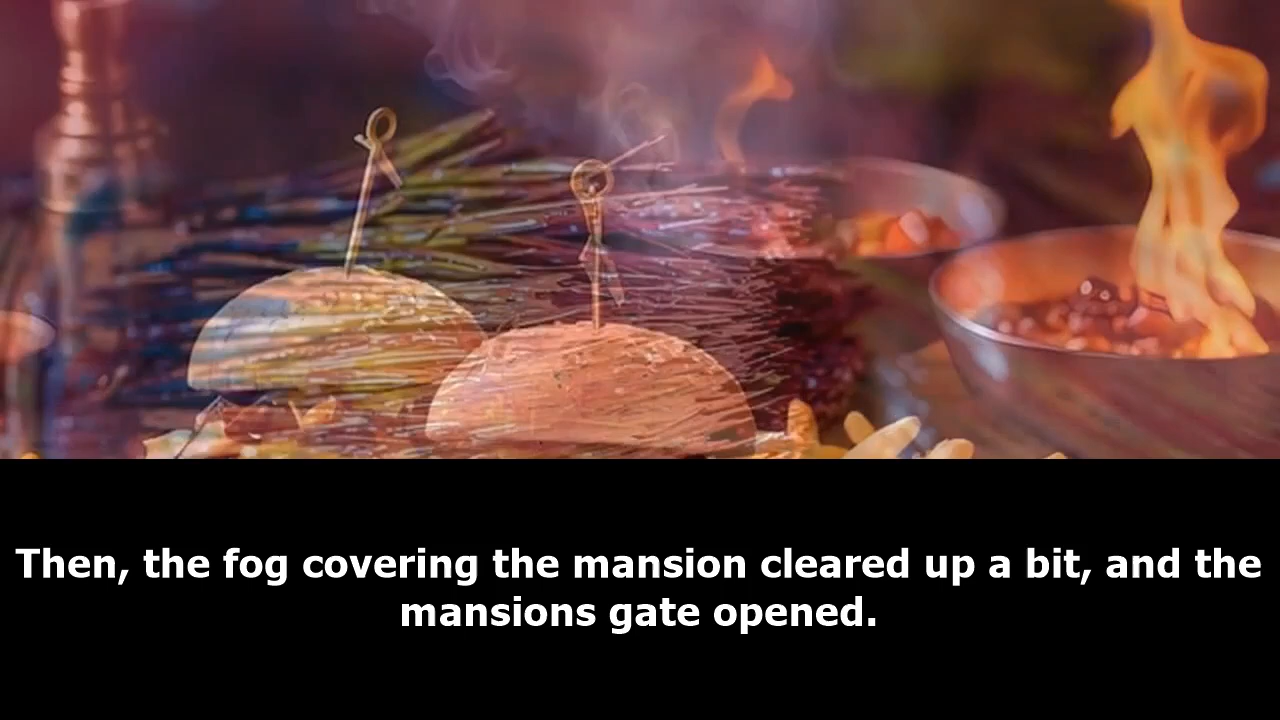 Then, the fog covering the mansion cleared up a bit, and the
mansions gate opened.